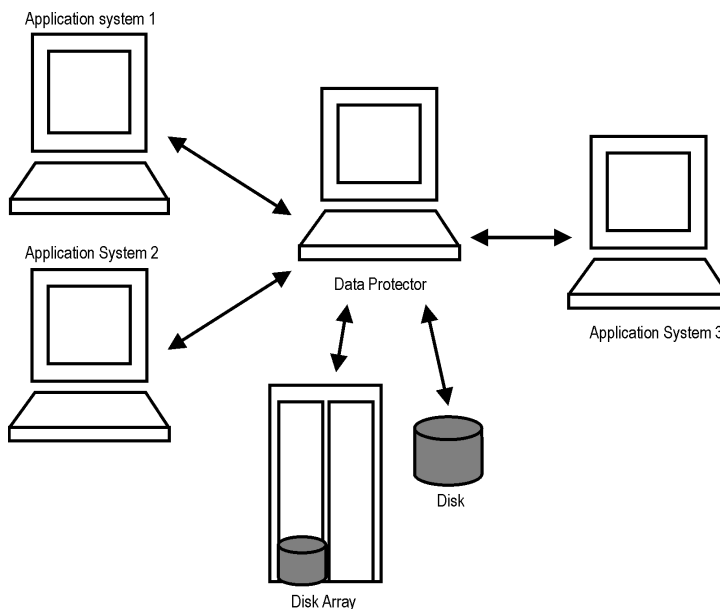 Application system 1
Application System 2
Data Protector
Application System 3
Disk
Disk Array